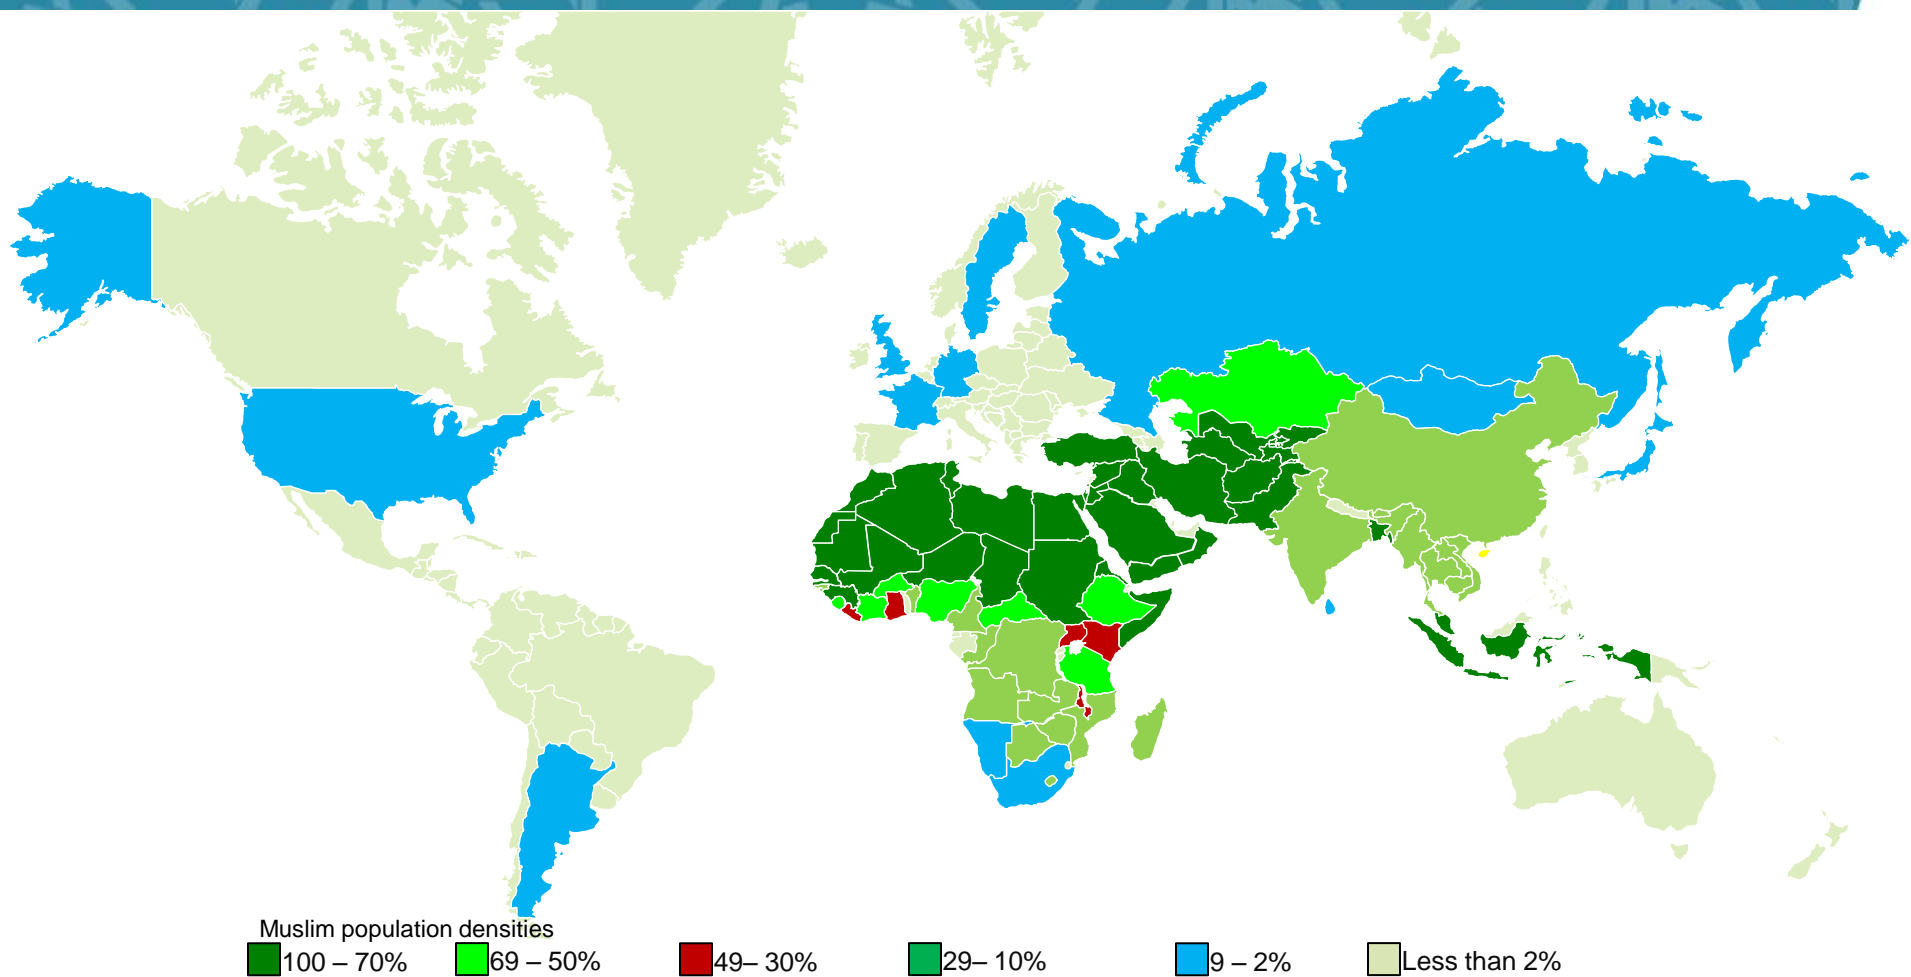 Muslim population densities
100 – 70%
69 – 50%
49– 30%
29– 10%
9 – 2%
Less than 2%